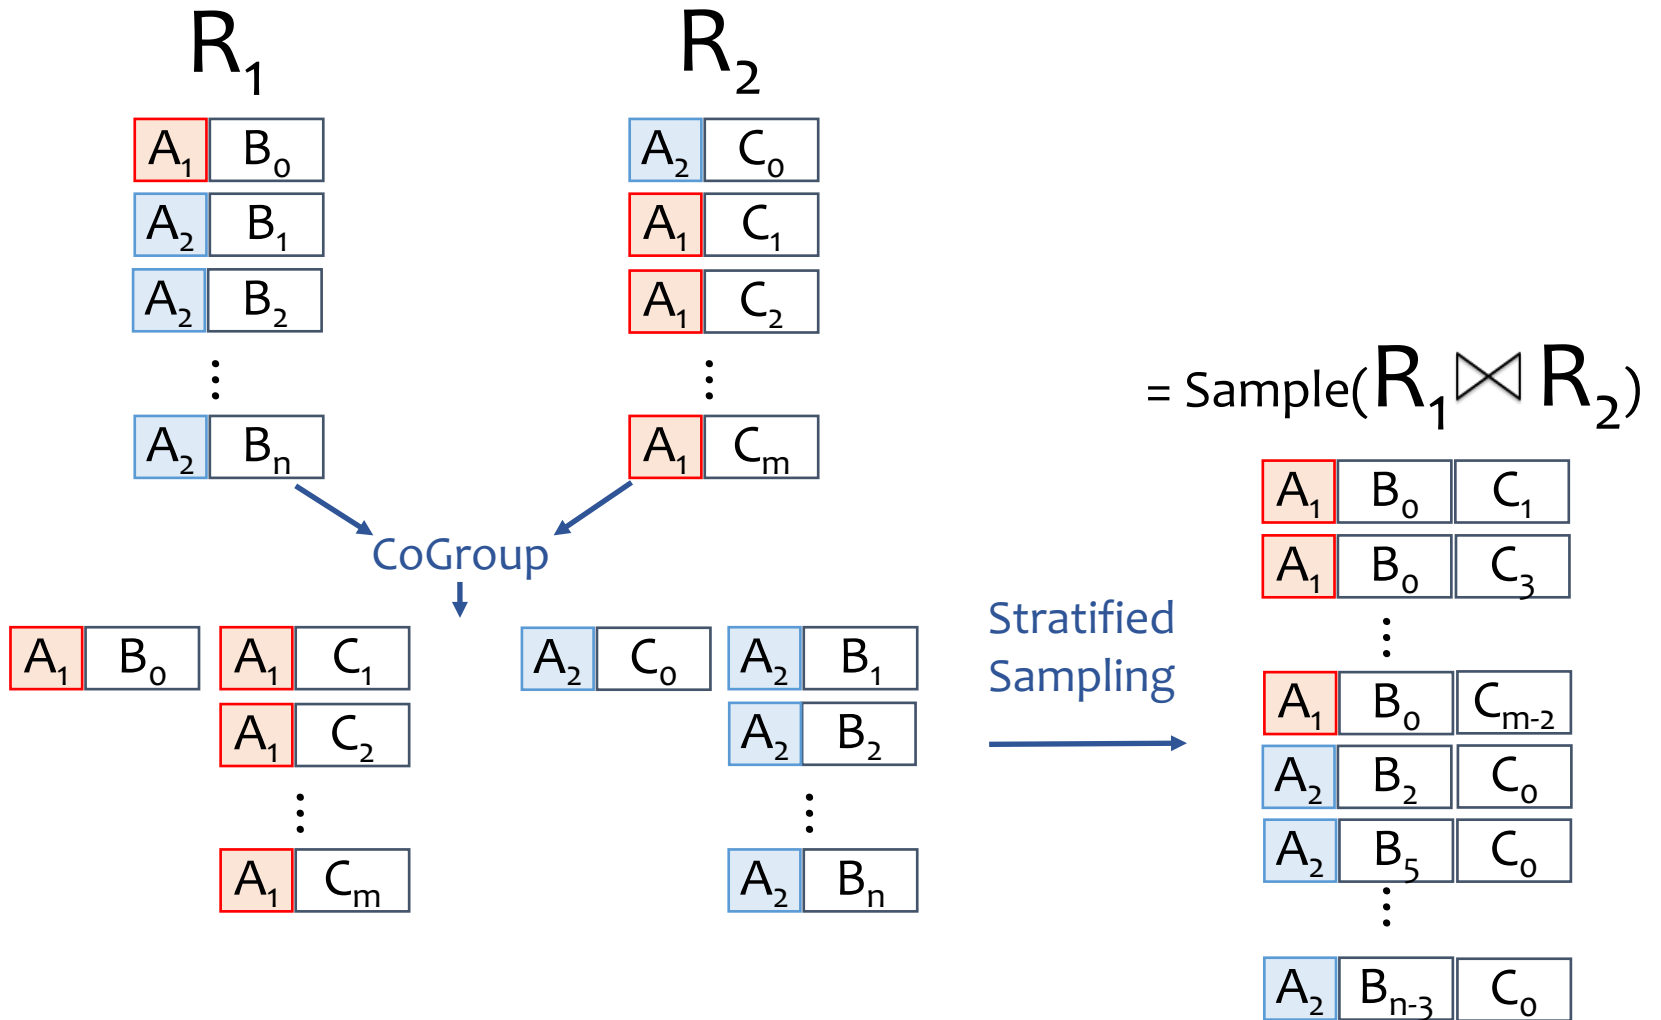 R₁ R₂
A₁ B₀ A₂ C₀
A₂ B₁ A₁ C₁
A₂ B₂ A₁ C₂
⋮ ⋮
= Sample(R₁ ⋈ R₂)
A₂ Bₙ A₁ Cₘ
A₁ B₀ C₁
CoGroup
A₁ B₀ C₃
Stratified
Sampling
⋮
A₁ B₀ A₁ C₁ A₂ C₀ A₂ B₁
A₁ B₀ Cₘ₋₂
A₁ C₂ A₂ B₂
A₂ B₂ C₀
⋮ ⋮
A₂ B₅ C₀
A₁ Cₘ A₂ Bₙ
⋮
A₂ Bₙ₋₃ C₀